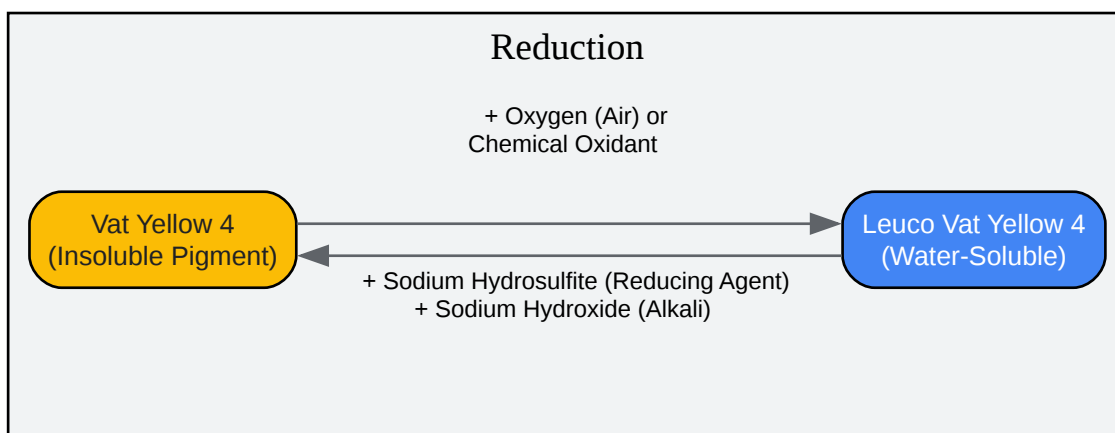 Reduction
+ Oxygen (Air) or
Chemical Oxidant
Vat Yellow 4
(Insoluble Pigment)
Leuco Vat Yellow 4
(Water-Soluble)
+ Sodium Hydrosulfite (Reducing Agent)
+ Sodium Hydroxide (Alkali)